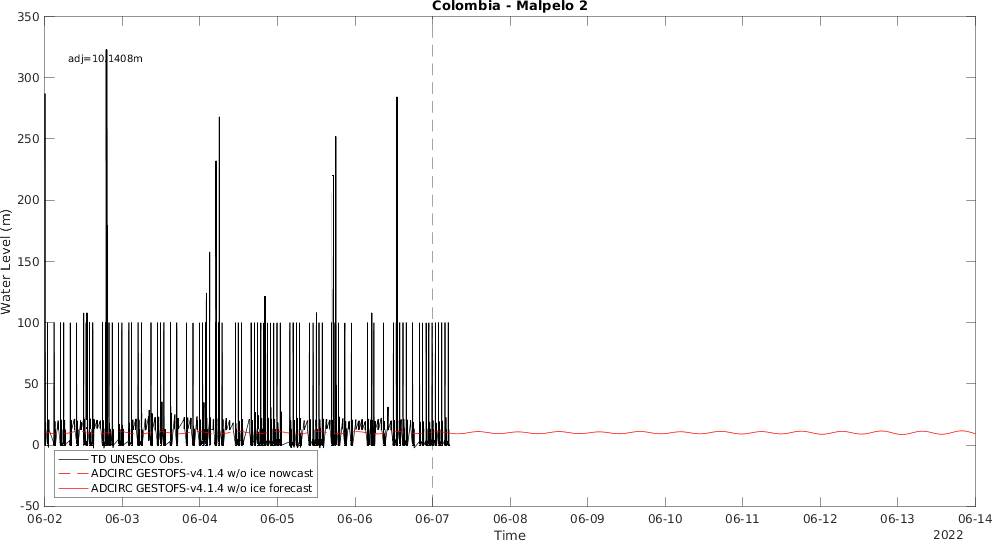 Colombia - Malpelo 2
350
300
250
200
150
100
50
0
-50
Water Level (m)
adj=10.1408m
TD UNESCO Obs.
ADCIRC GESTOFS-v4.1.4 w/o ice nowcast
ADCIRC GESTOFS-v4.1.4 w/o ice forecast
06-02 06-03 06-04 06-05 06-06 06-07 06-08 06-09 06-10 06-11 06-12 06-13 06-14
Time
2022